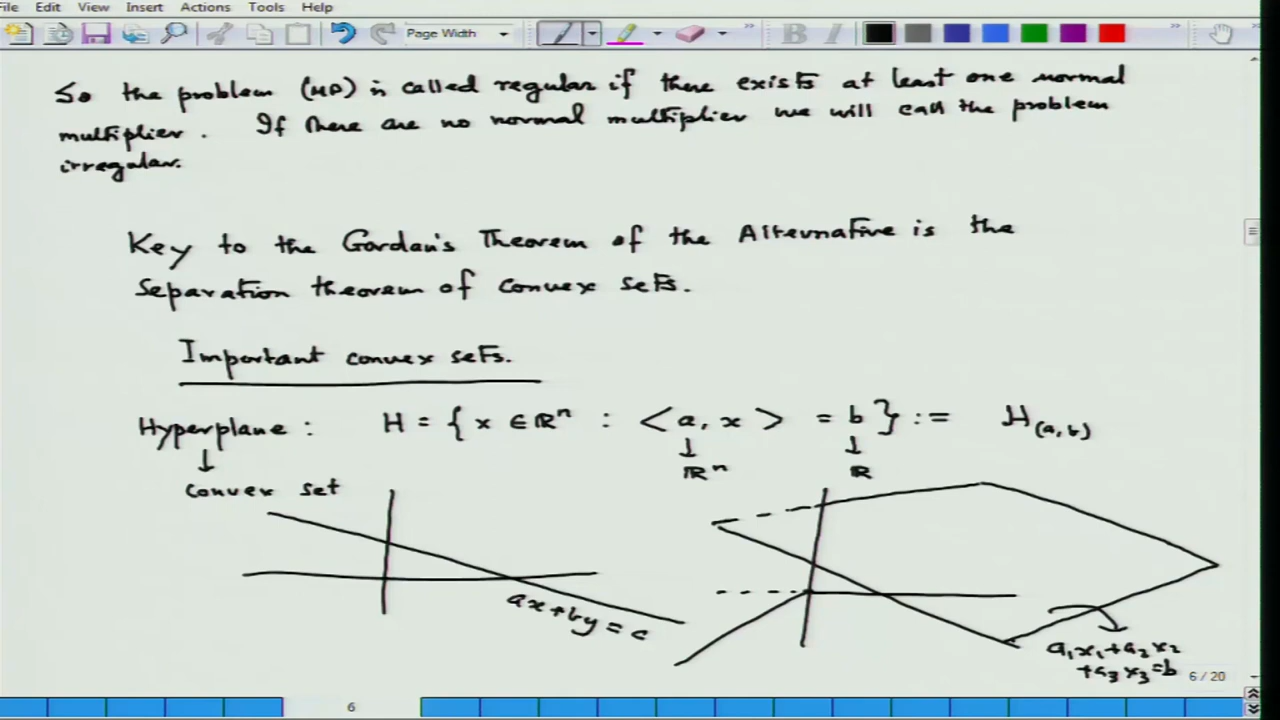 File Edit View Insert Actions Tools Help
Page Width
So the problem (MP) is called regular if there exists at least one normal
multiplier. If there are no normal multiplier we will call the problem
irregular.
Key to the Gordan's Theorem of the Alternative is the
Separation theorem of convex sets.
Important convex sets.
Hyperplane : H = { x ∈ ℝⁿ : < a, x > = b } := H(a,b)
↓ ↓ ↓
ℝⁿ ℝ
Convex set
ax+by=c
a₁x₁+a₂x₂
+a₃x₃=b
6/20
6